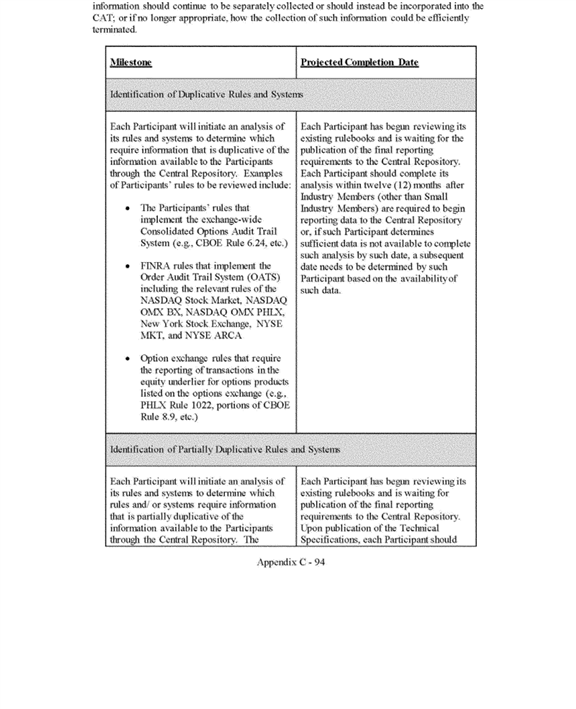 information should continue to be separately collected or should instead be incorporated into the
CAT; or if no longer appropriate, how the collection of such information could be efficiently
terminated.
Milestone
Projected Completion Date
Identification of Duplicative Rules and Systems
Each Participant will initiate an analysis of
its rules and systems to determine which
require information that is duplicative of the
information available to the Participants
through the Central Repository. Examples
of Participants' rules to be reviewed include:
• The Participants' rules that
implement the exchange-wide
Consolidated Options Audit Trail
System (e.g., CBOE Rule 6.24, etc.)
• FINRA rules that implement the
Order Audit Trail System (OATS)
including the relevant rules of the
NASDAQ Stock Market, NASDAQ
OMX BX, NASDAQ OMX PHLX,
New York Stock Exchange, NYSE
MKT, and NYSE ARCA
• Option exchange rules that require
the reporting of transactions in the
equity underlier for options products
listed on the options exchange (e.g.,
PHLX Rule 1022, portions of CBOE
Rule 8.9, etc.)
Each Participant has begun reviewing its
existing rulebooks and is waiting for the
publication of the final reporting
requirements to the Central Repository.
Each Participant should complete its
analysis within twelve (12) months after
Industry Members (other than Small
Industry Members) are required to begin
reporting data to the Central Repository
or, if such Participant determines
sufficient data is not available to complete
such analysis by such date, a subsequent
date needs to be determined by such
Participant based on the availability of
such data.
Identification of Partially Duplicative Rules and Systems
Each Participant will initiate an analysis of
its rules and systems to determine which
rules and/ or systems require information
that is partially duplicative of the
information available to the Participants
through the Central Repository. The
Each Participant has begun reviewing its
existing rulebooks and is waiting for
publication of the final reporting
requirements to the Central Repository.
Upon publication of the Technical
Specifications, each Participant should
Appendix C - 94